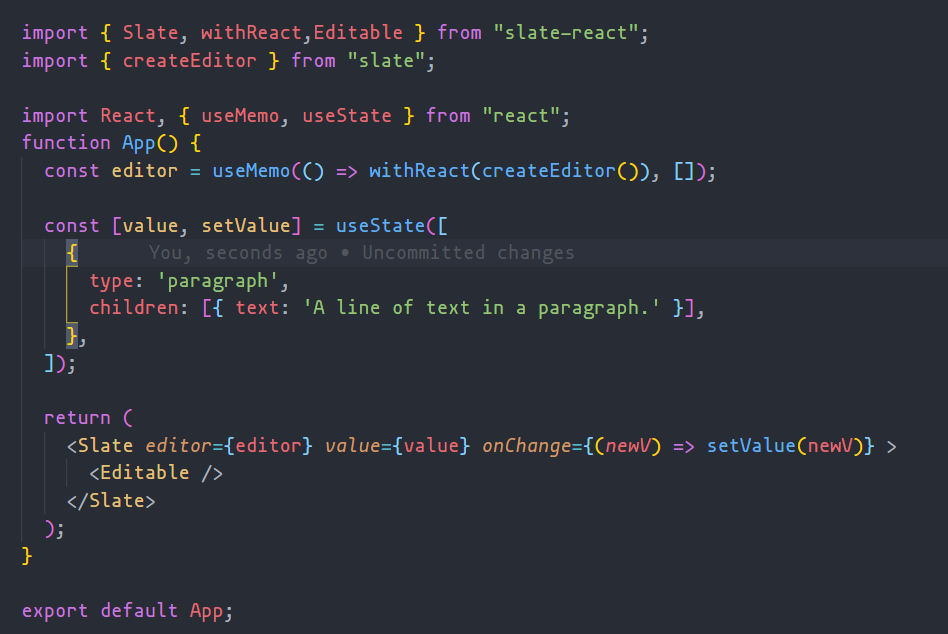 import { Slate, withReact,Editable } from "slate-react";
import { createEditor } from "slate";
import React, { useMemo, useState } from "react";
function App() {
const editor = useMemo(() => withReact(createEditor()), []);
const [value, setValue] = useState([
{ You, seconds ago • Uncommitted changes
type: 'paragraph',
children: [{ text: 'A line of text in a paragraph.' }],
},
]);
return (
<Slate editor={editor} value={value} onChange={(newV) => setValue(newV)} >
<Editable />
</Slate>
);
}
export default App;